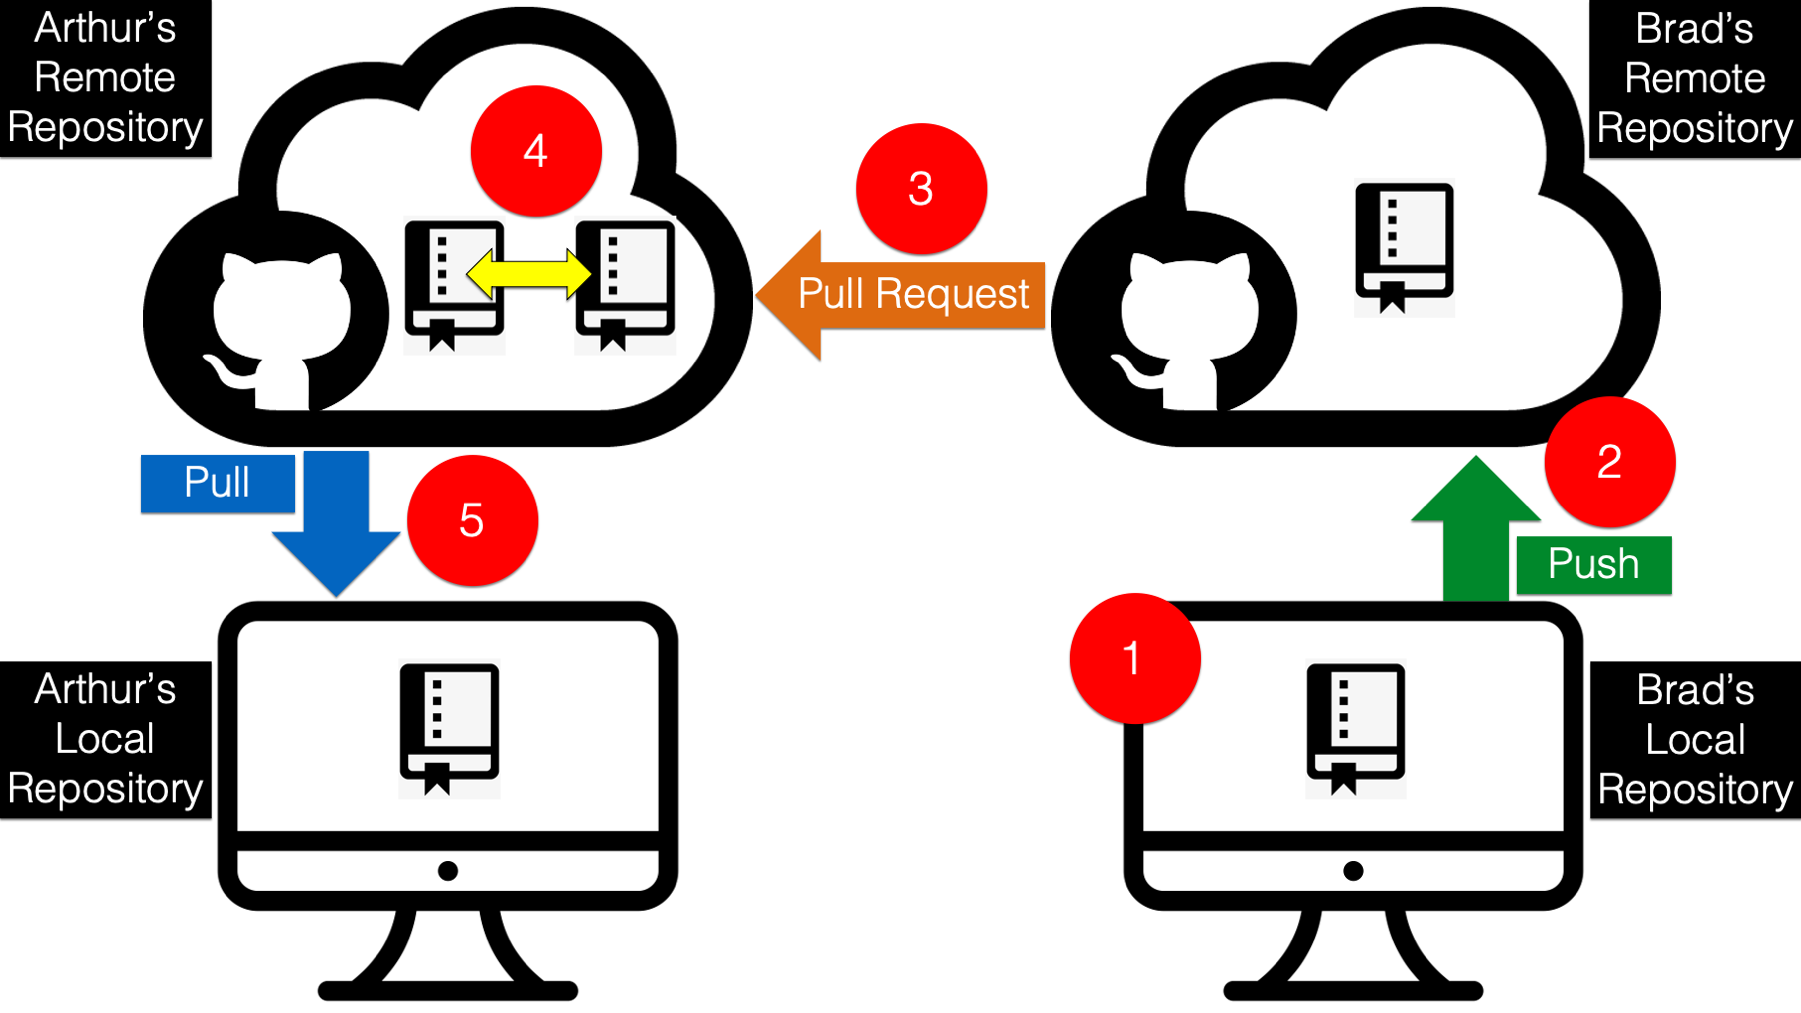 Arthur's
Remote
Repository
4
3
Pull Request
Brad's
Remote
Repository
Pull
5
2
Push
1
Arthur's
Local
Repository
Brad's
Local
Repository